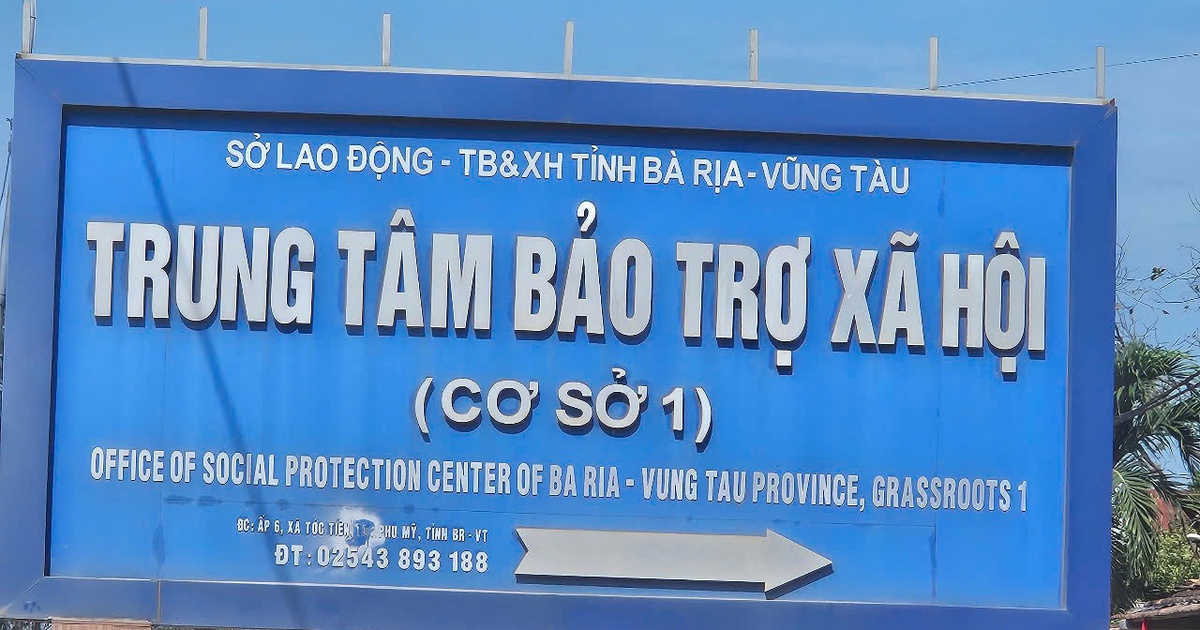 SỞ LAO ĐỘNG - TB&XH TỈNH BÀ RỊA - VŨNG TÀU
TRUNG TÂM BẢO TRỢ XÃ HỘI
(CƠ SỞ 1)
OFFICE OF SOCIAL PROTECTION CENTER OF BA RIA - VUNG TAU PROVINCE, GRASSROOTS 1
ĐC: ẤP 6, XÃ TÓC TIÊN, PHÚ MỸ, TỈNH BR - VT
ĐT: 02543 893 188